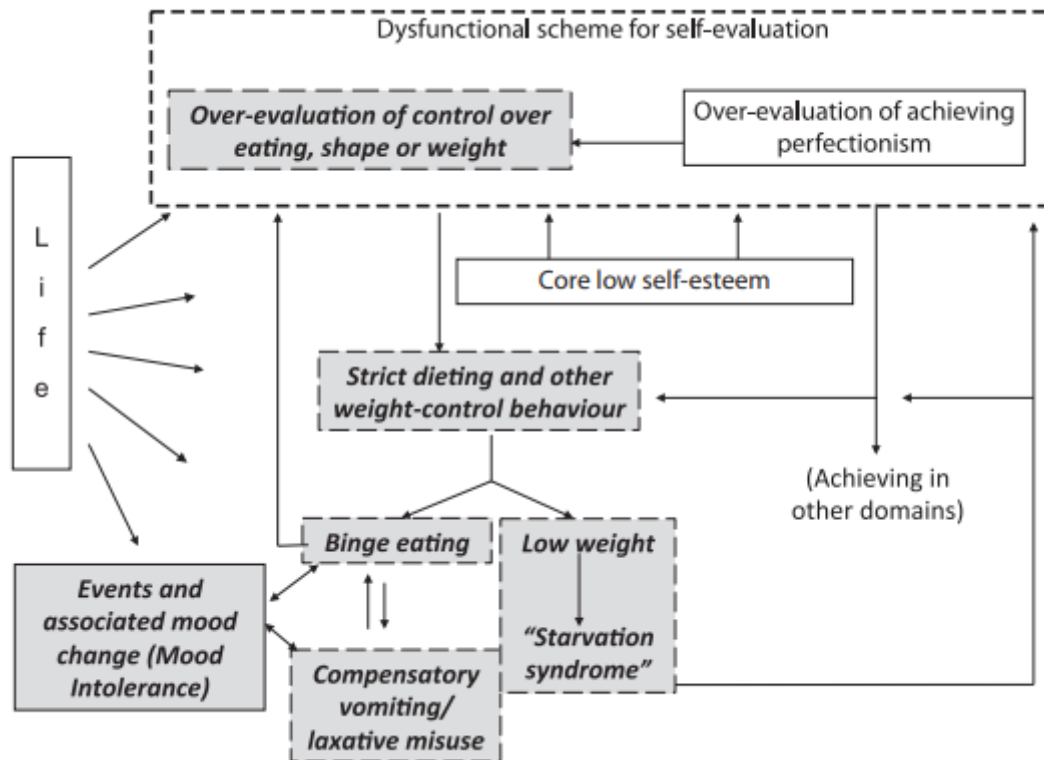 Dysfunctional scheme for self-evaluation
Over-evaluation of control over
eating, shape or weight
Over-evaluation of achieving
perfectionism
L
i
f
e
Core low self-esteem
Strict dieting and other
weight-control behaviour
(Achieving in
other domains)
Binge eating
Low weight
"Starvation
syndrome"
Events and
associated mood
change (Mood
Intolerance)
Compensatory
vomiting/
laxative misuse